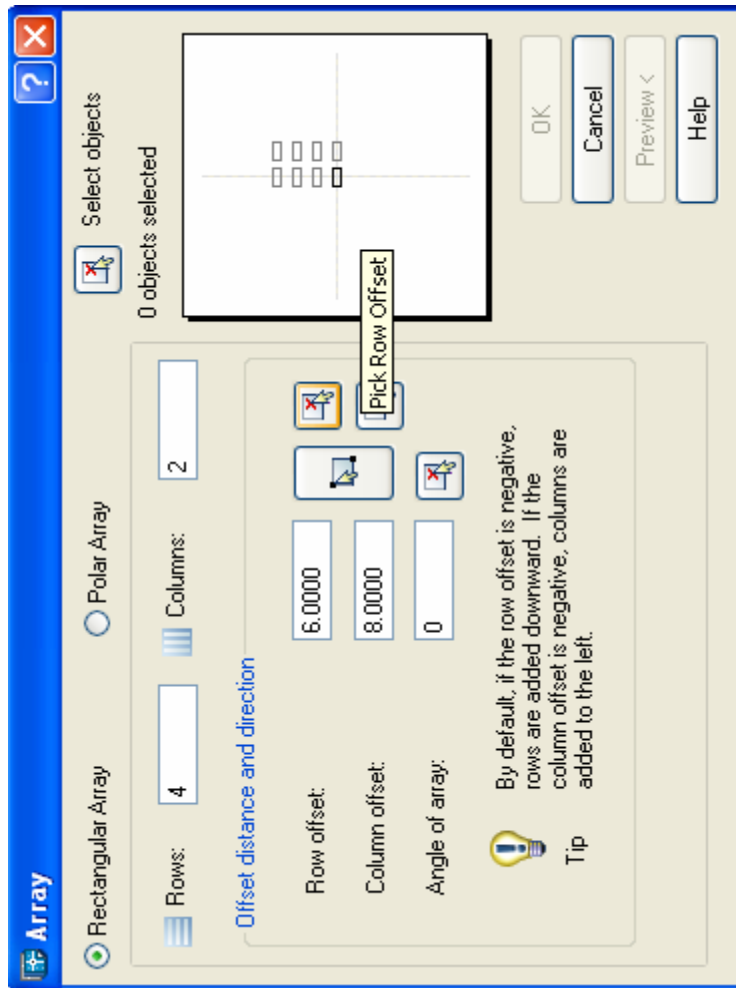 Array
Rectangular Array
Polar Array
Select objects
0 objects selected
Rows:
4
Columns:
2
Offset distance and direction
Row offset:
6.0000
Column offset:
8.0000
Pick Row Offset
Angle of array:
0
Tip
By default, if the row offset is negative,
rows are added downward. If the
column offset is negative, columns are
added to the left.
OK
Cancel
Preview <
Help